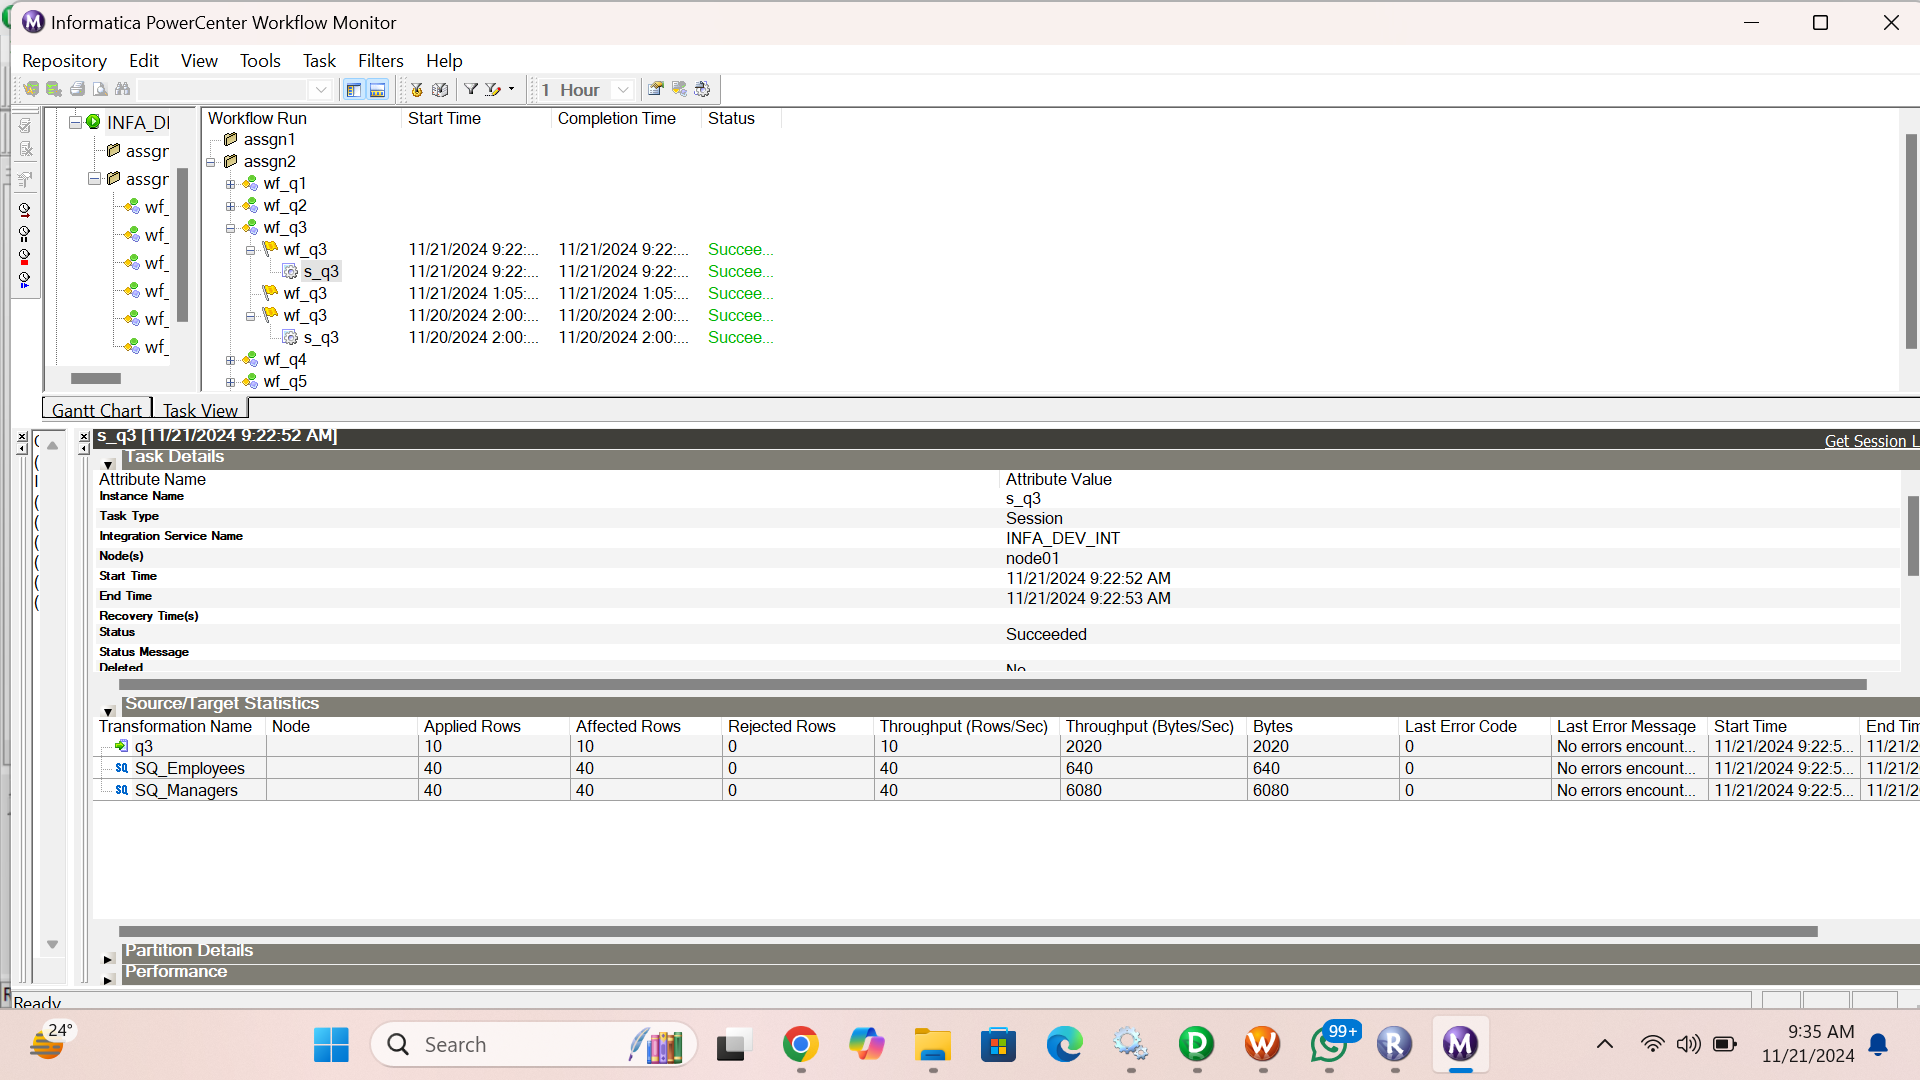 Informatica PowerCenter Workflow Monitor
Repository Edit View Tools Task Filters Help
1 Hour
INFA_DI
assgr
assgr
wf_
wf_
wf_
wf_
wf_
wf_
Workflow Run Start Time Completion Time Status
assgn1
assgn2
wf_q1
wf_q2
wf_q3
wf_q3 11/21/2024 9:22:... 11/21/2024 9:22:... Succee...
s_q3 11/21/2024 9:22:... 11/21/2024 9:22:... Succee...
wf_q3 11/21/2024 1:05:... 11/21/2024 1:05:... Succee...
wf_q3 11/20/2024 2:00:... 11/20/2024 2:00:... Succee...
s_q3 11/20/2024 2:00:... 11/20/2024 2:00:... Succee...
wf_q4
wf_q5
Gantt Chart Task View
s_q3 [11/21/2024 9:22:52 AM] Get Session L
Task Details
Attribute Name Attribute Value
Instance Name s_q3
Task Type Session
Integration Service Name INFA_DEV_INT
Node(s) node01
Start Time 11/21/2024 9:22:52 AM
End Time 11/21/2024 9:22:53 AM
Recovery Time(s)
Status Succeeded
Status Message
Deleted No
Source/Target Statistics
Transformation Name Node Applied Rows Affected Rows Rejected Rows Throughput (Rows/Sec) Throughput (Bytes/Sec) Bytes Last Error Code Last Error Message Start Time End Tim
q3 10 10 0 10 2020 2020 0 No errors encount... 11/21/2024 9:22:5... 11/21/2
SQ_Employees 40 40 0 40 640 640 0 No errors encount... 11/21/2024 9:22:5... 11/21/2
SQ_Managers 40 40 0 40 6080 6080 0 No errors encount... 11/21/2024 9:22:5... 11/21/2
Partition Details
Performance
Ready
24°
Search
99+
9:35 AM
11/21/2024